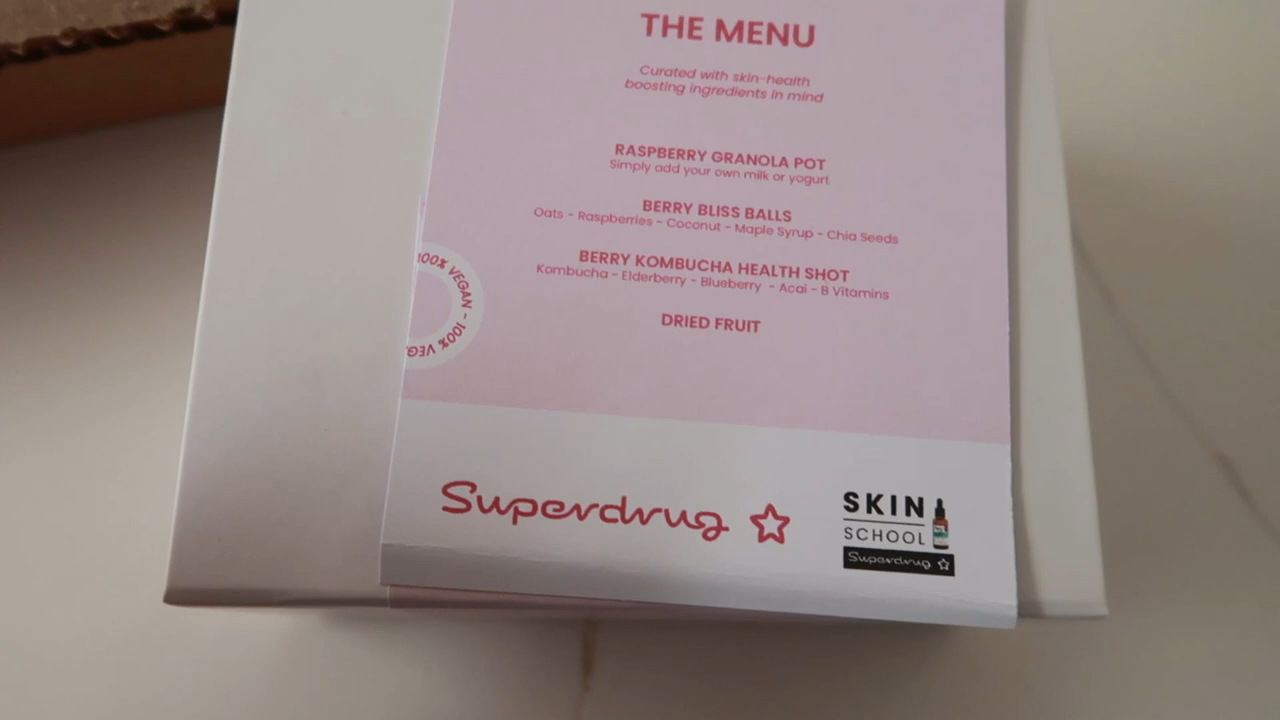 THE MENU
Curated with skin-health
boosting ingredients in mind
RASPBERRY GRANOLA POT
Simply add your own milk or yogurt
BERRY BLISS BALLS
Oats - Raspberries - Coconut - Maple Syrup - Chia Seeds
BERRY KOMBUCHA HEALTH SHOT
Kombucha - Elderberry - Blueberry - Acai - B Vitamins
DRIED FRUIT
100% VEGAN - 100% VEG
Superdrug
SKIN
SCHOOL
Superdrug